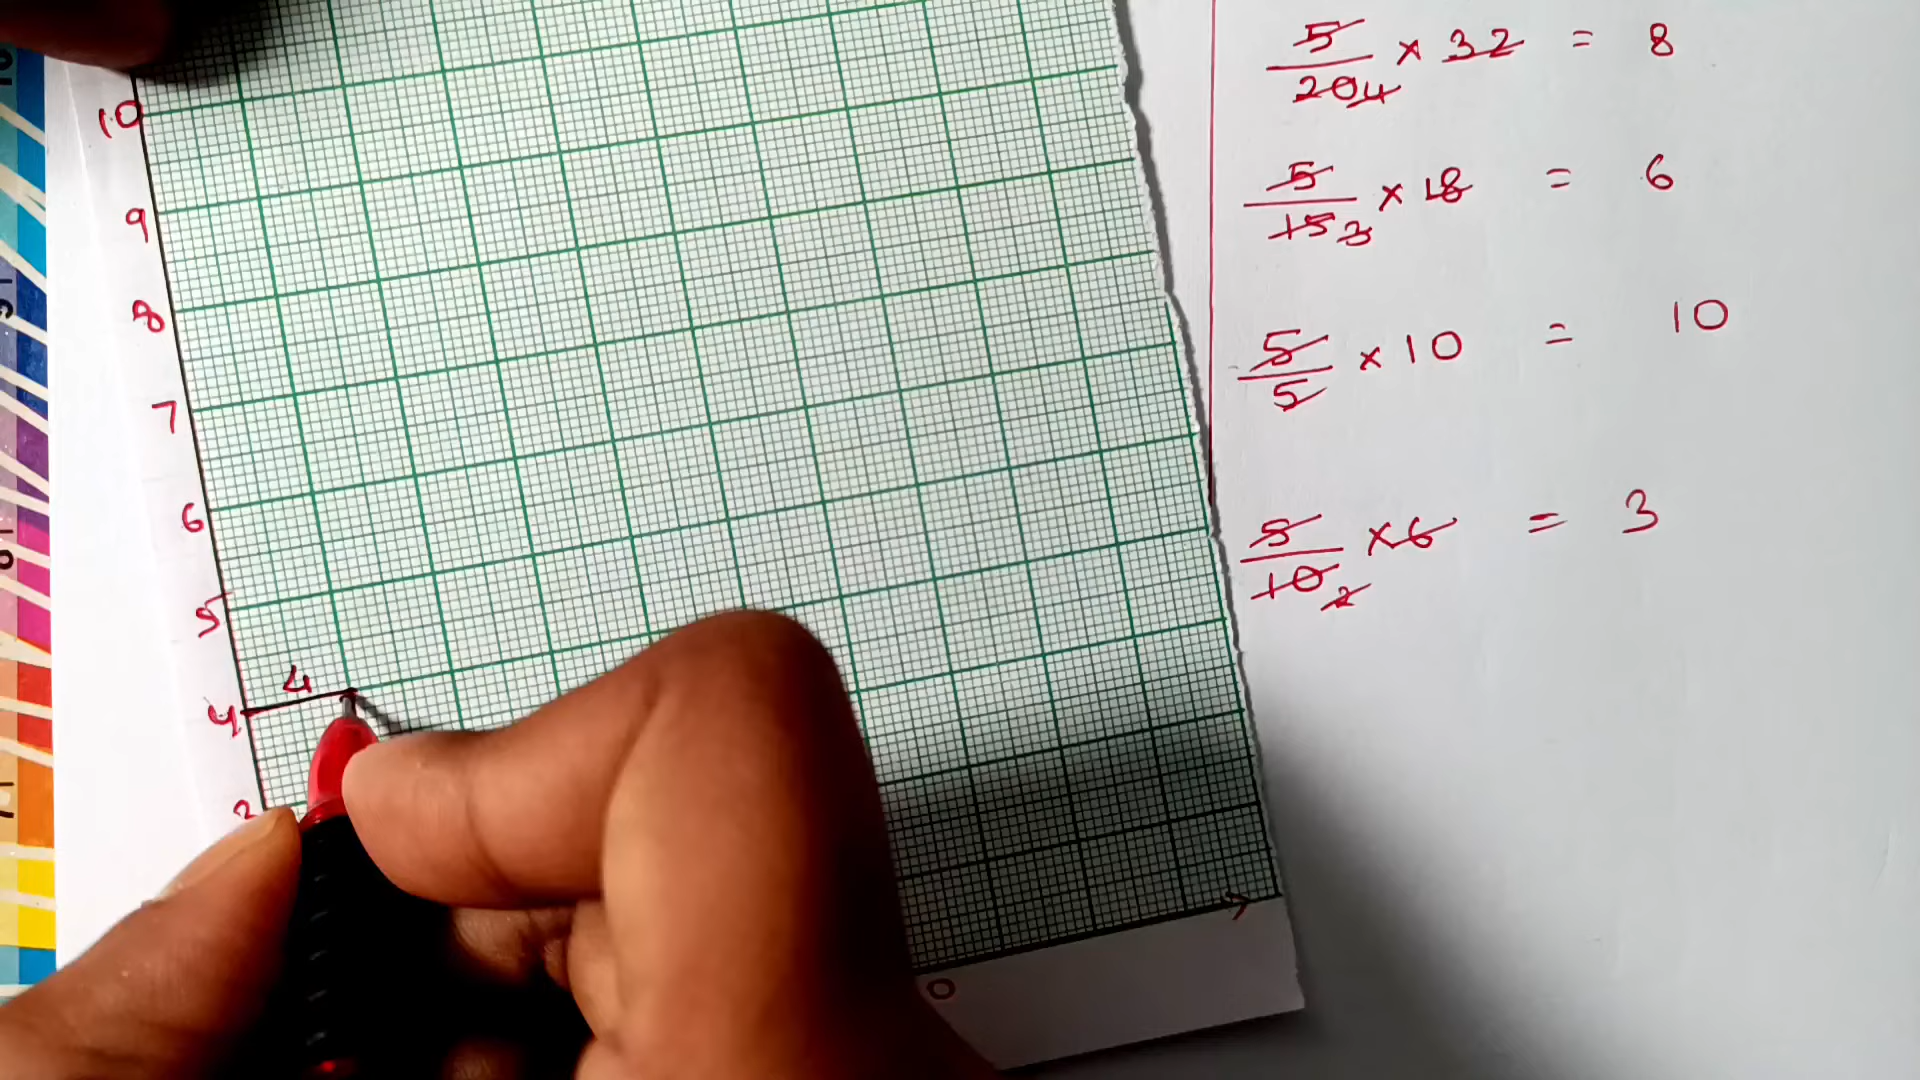 5/20 4 × 32 = 8
5/15 3 × 18 = 6
5/5 × 10 = 10
5/10 2 × 6 = 3
10
9
8
7
6
5
4
4
0